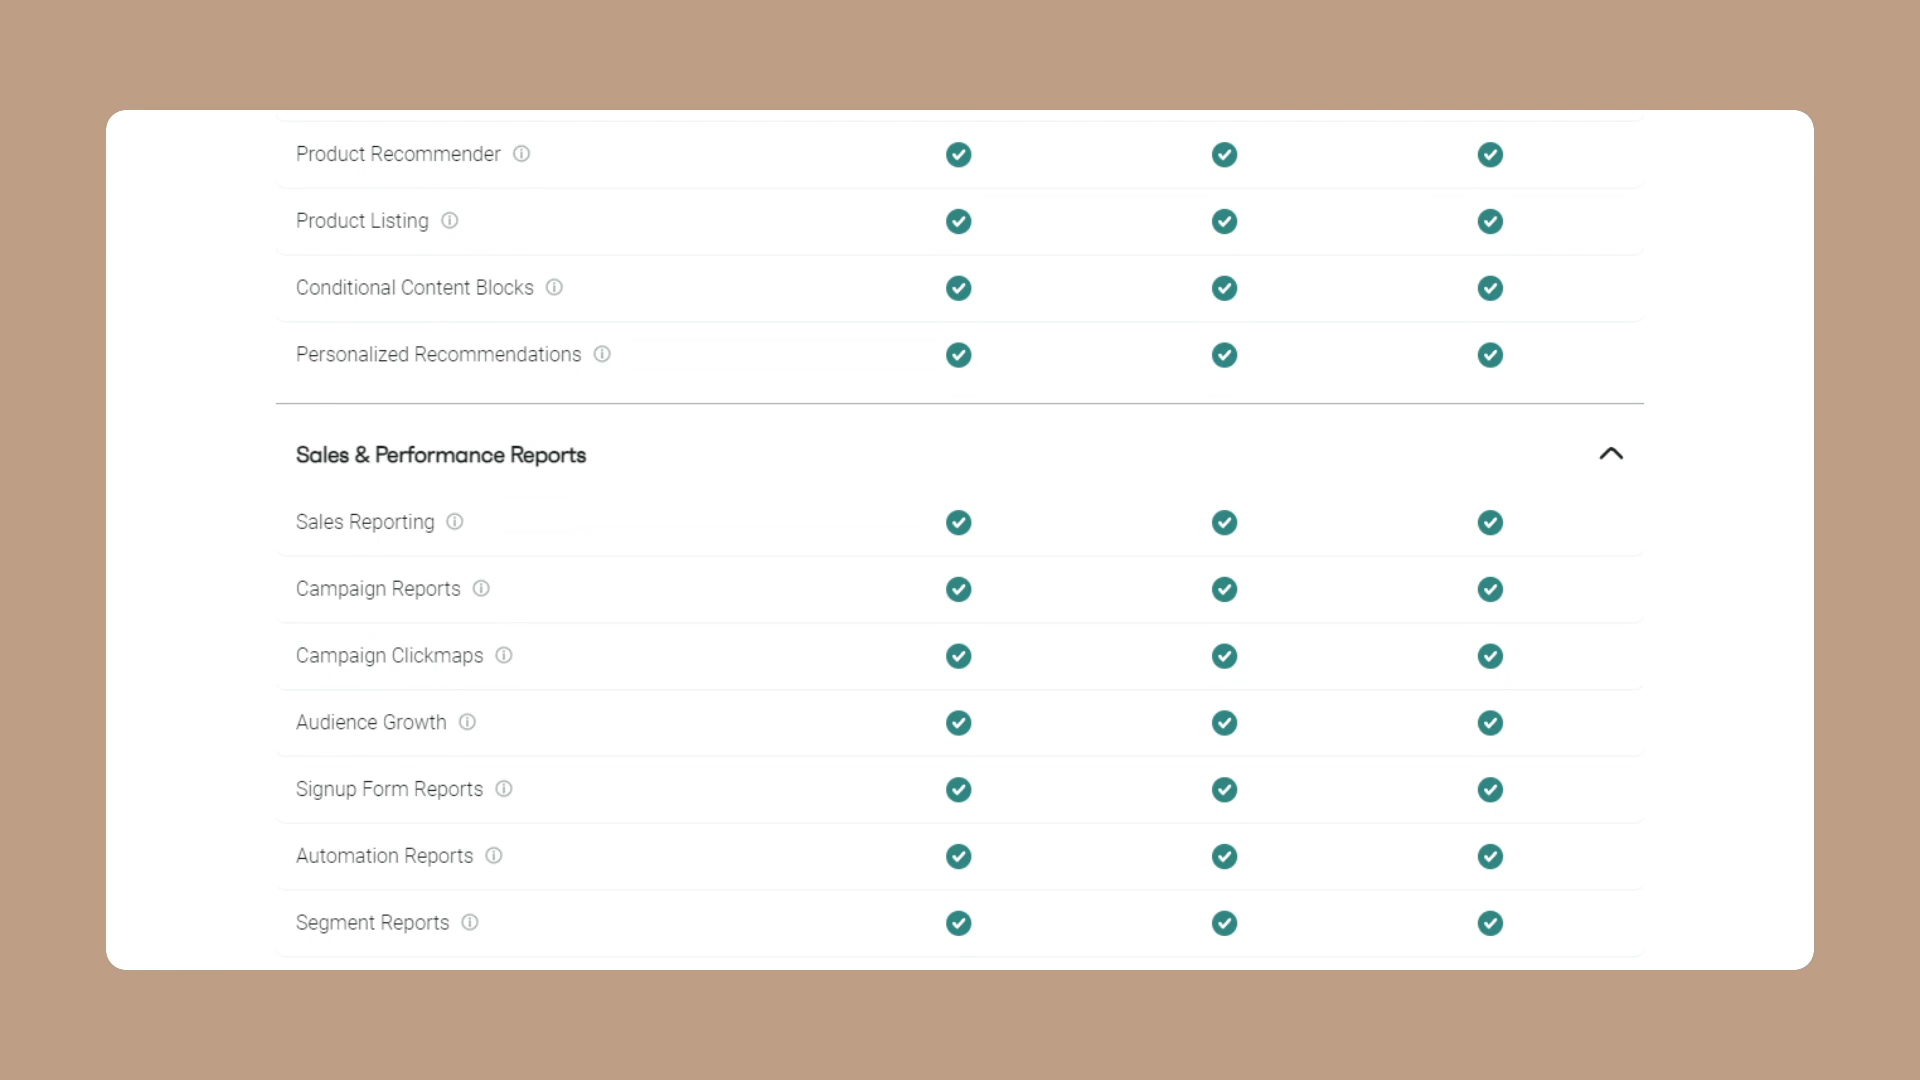 Product Recommender
Product Listing
Conditional Content Blocks
Personalized Recommendations
Sales & Performance Reports
Sales Reporting
Campaign Reports
Campaign Clickmaps
Audience Growth
Signup Form Reports
Automation Reports
Segment Reports